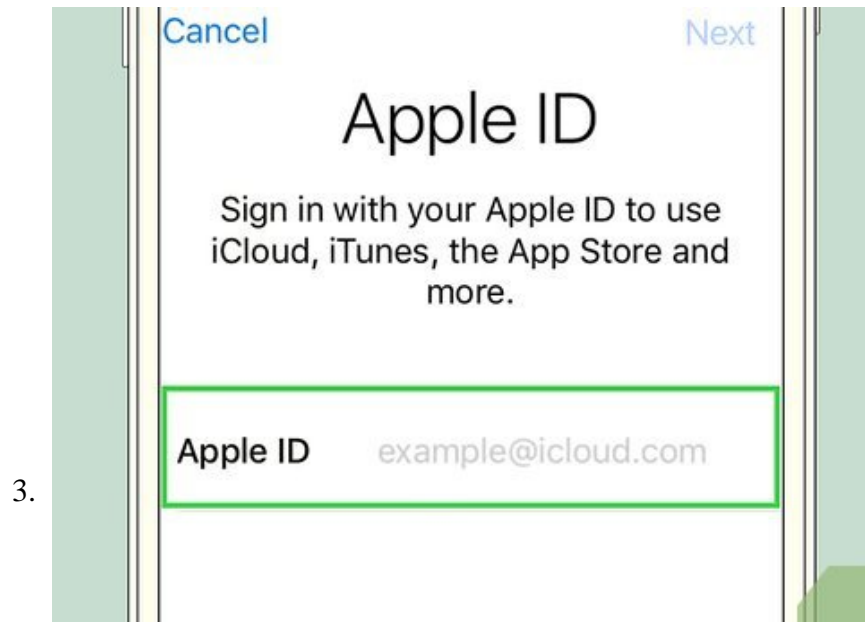 Cancel Next
Apple ID
Sign in with your Apple ID to use
iCloud, iTunes, the App Store and
more.
Apple ID example@icloud.com
3.